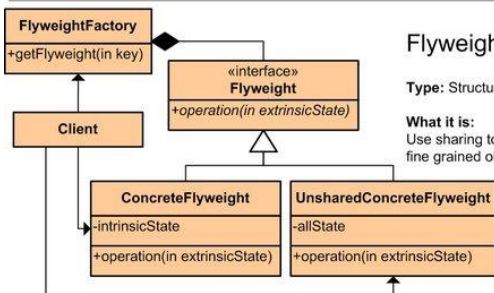 FlyweightFactory
+getFlyweight(in key)
Client
«interface»
Flyweight
+operation(in extrinsicState)
ConcreteFlyweight
-intrinsicState
+operation(in extrinsicState)
UnsharedConcreteFlyweight
-allState
+operation(in extrinsicState)
Flyweigh
Type: Structu
What it is:
Use sharing to
fine grained o